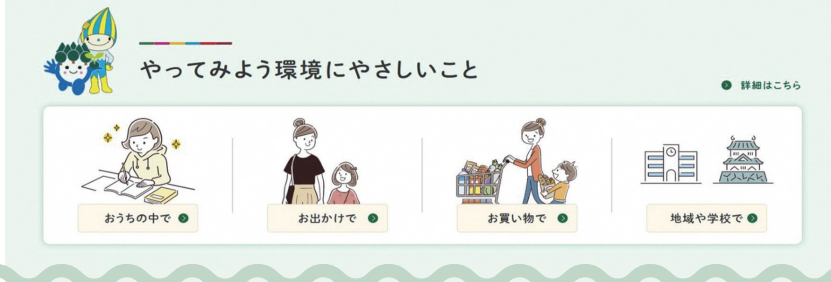 やってみよう環境にやさしいこと
詳細はこちら
おうちの中で
お出かけで
お買い物で
地域や学校で